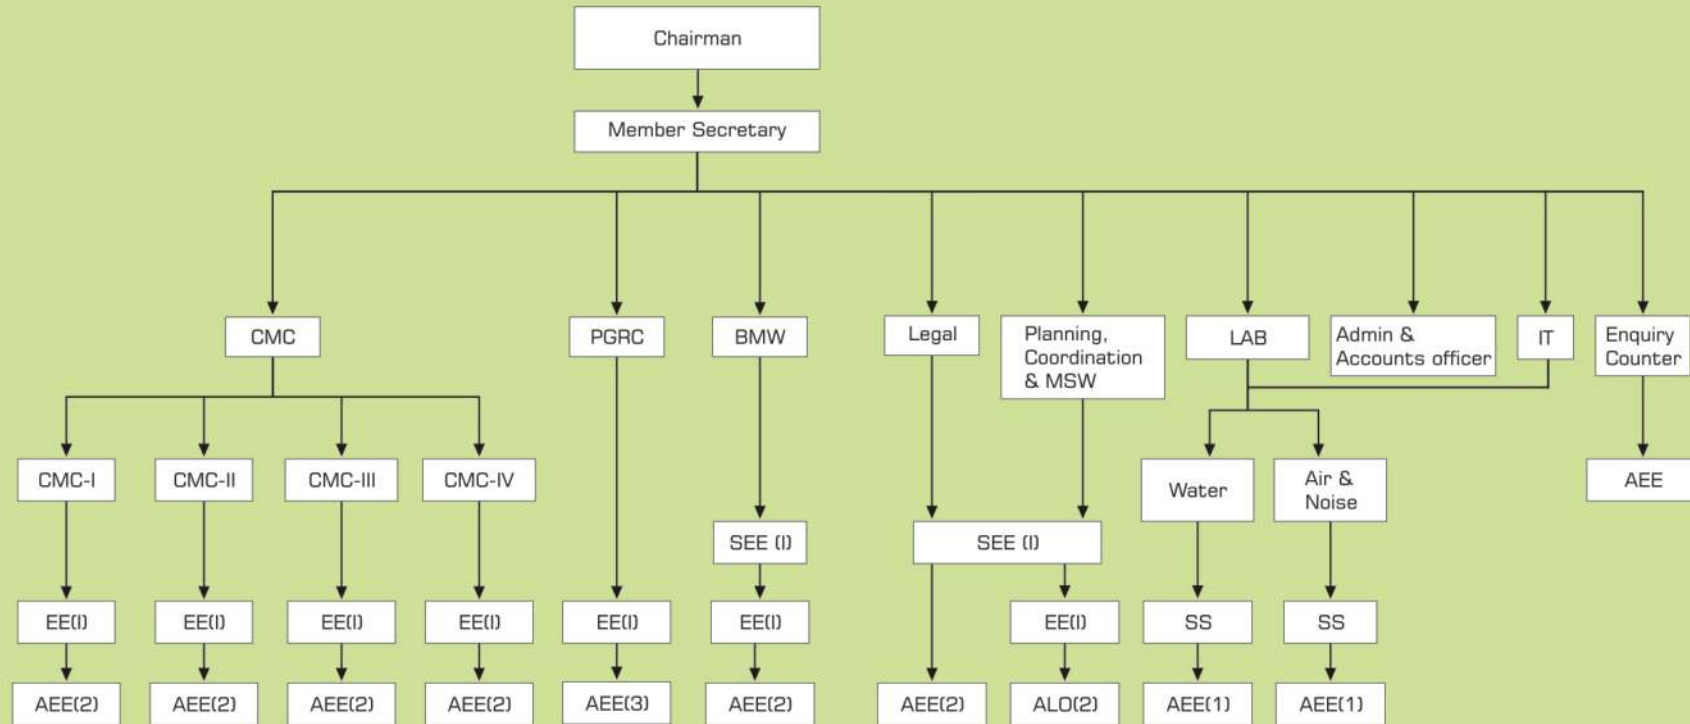 Chairman
Member Secretary
CMC
PGRC
BMW
Legal
Planning,
Coordination
& MSW
LAB
Admin &
Accounts officer
IT
Enquiry
Counter
CMC-I
CMC-II
CMC-III
CMC-IV
Water
Air &
Noise
AEE
SEE (I)
SEE (I)
EE(I)
EE(I)
EE(I)
EE(I)
EE(I)
EE(I)
EE(I)
SS
SS
AEE(2)
AEE(2)
AEE(2)
AEE(2)
AEE(3)
AEE(2)
AEE(2)
ALO(2)
AEE(1)
AEE(1)